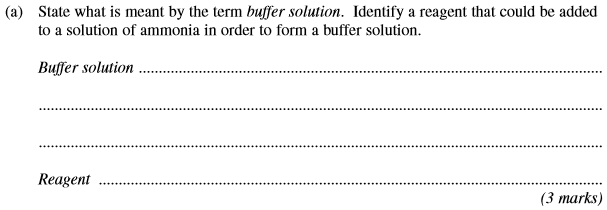 (a) State what is meant by the term buffer solution. Identify a reagent that could be added
to a solution of ammonia in order to form a buffer solution.
Buffer solution ..........................................................................................................
..........................................................................................................
..........................................................................................................
Reagent ..........................................................................................................
(3 marks)